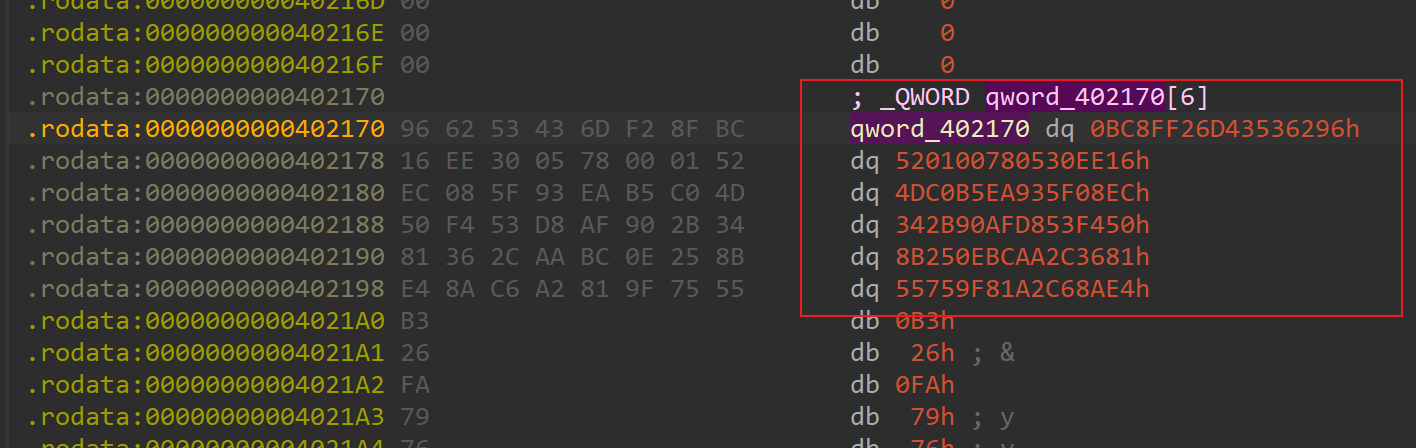 .rodata:000000000040216D 00 db 0
.rodata:000000000040216E 00 db 0
.rodata:000000000040216F 00 db 0
.rodata:0000000000402170 ; _QWORD qword_402170[6]
.rodata:0000000000402170 96 62 53 43 6D F2 8F BC qword_402170 dq 0BC8FF26D43536296h
.rodata:0000000000402178 16 EE 30 05 78 00 01 52 dq 520100780530EE16h
.rodata:0000000000402180 EC 08 5F 93 EA B5 C0 4D dq 4DC0B5EA935F08ECh
.rodata:0000000000402188 50 F4 53 D8 AF 90 2B 34 dq 342B90AFD853F450h
.rodata:0000000000402190 81 36 2C AA BC 0E 25 8B dq 8B250EBCAA2C3681h
.rodata:0000000000402198 E4 8A C6 A2 81 9F 75 55 dq 55759F81A2C68AE4h
.rodata:00000000004021A0 B3 db 0B3h
.rodata:00000000004021A1 26 db 26h ; &
.rodata:00000000004021A2 FA db 0FAh
.rodata:00000000004021A3 79 db 79h ; y
.rodata:00000000004021A4 76 db 76h ; v